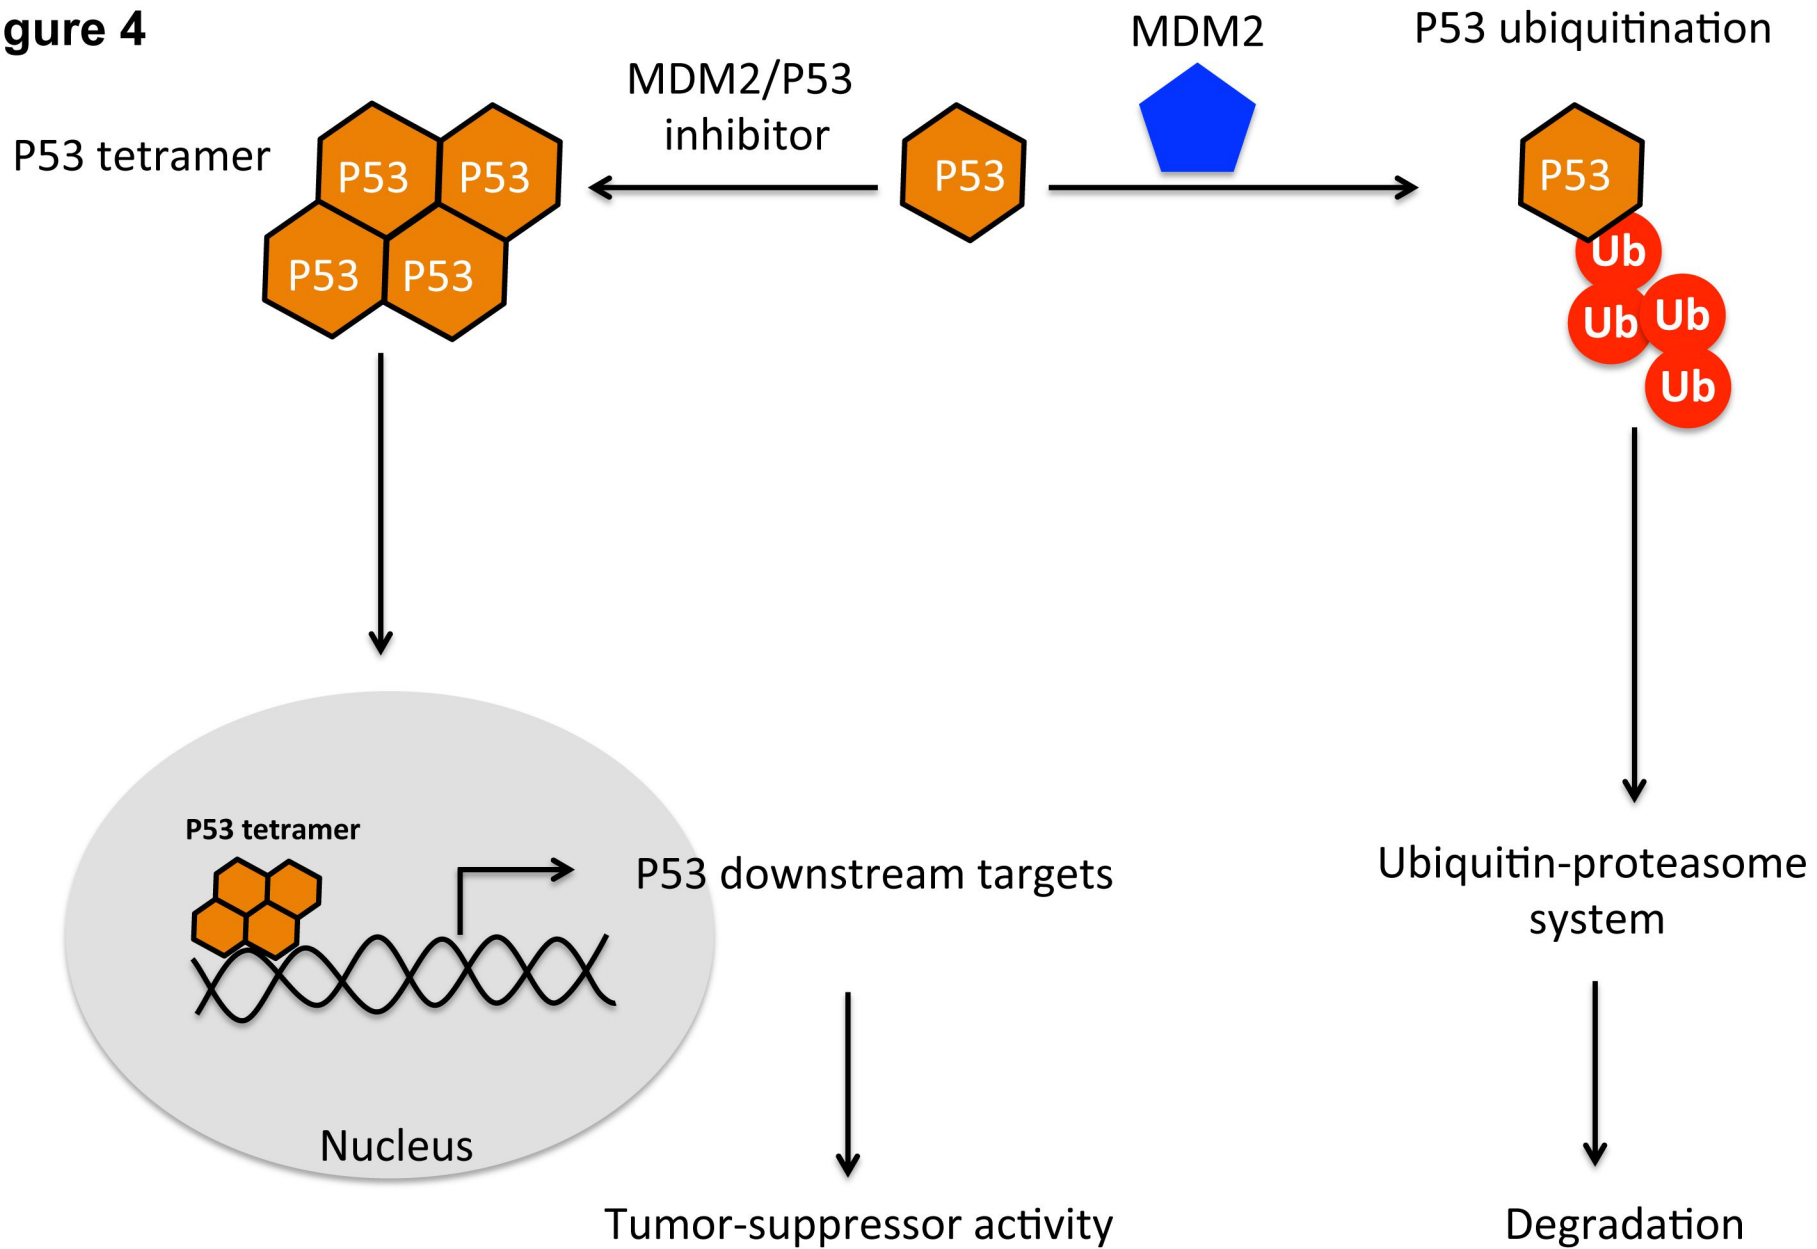 gure 4
MDM2
P53 ubiquitination
MDM2/P53
inhibitor
P53 tetramer
P53 P53
P53 P53
P53
P53
Ub
Ub Ub
Ub
P53 tetramer
P53 downstream targets
Ubiquitin-proteasome
system
Nucleus
Tumor-suppressor activity
Degradation